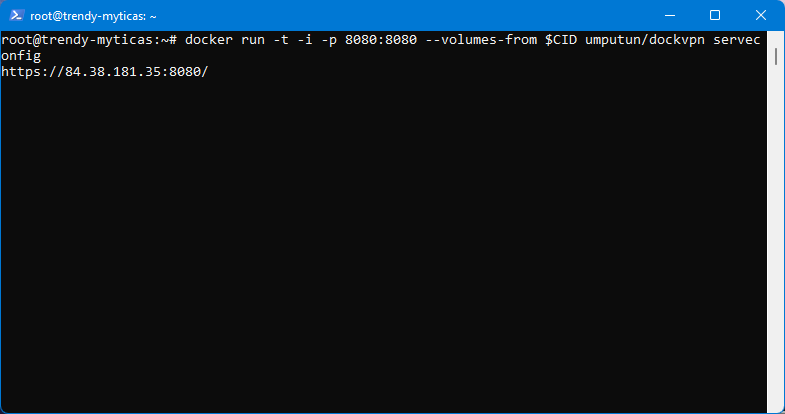 root@trendy-myticas: ~
root@trendy-myticas:~# docker run -t -i -p 8080:8080 --volumes-from $CID umputun/dockvpn servec
onfig
https://84.38.181.35:8080/